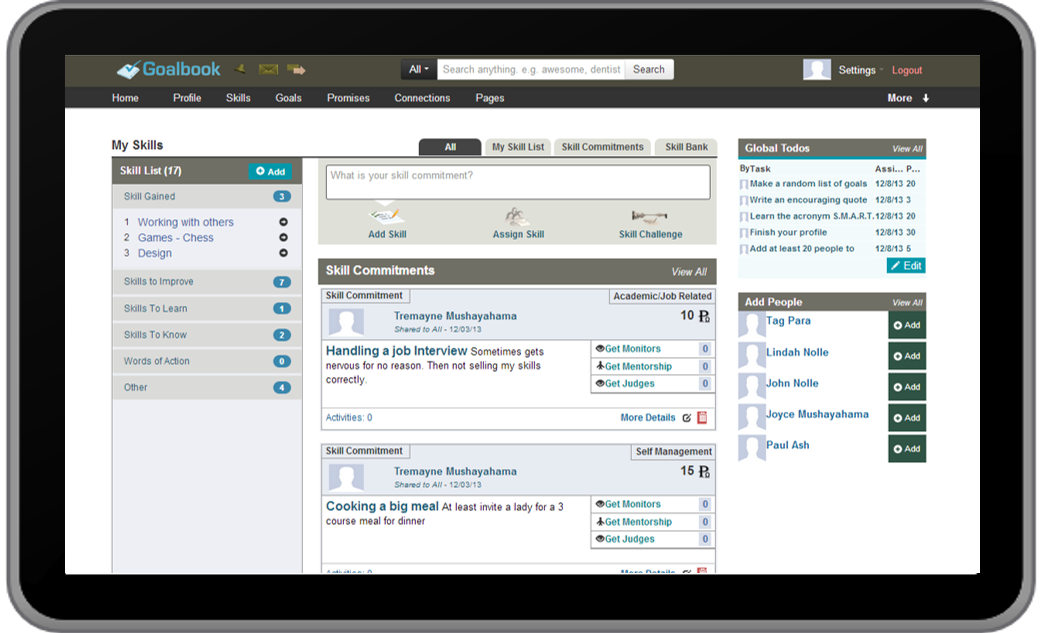 Goalbook
All
Search anything. e.g. awesome, dentist
Search
Settings
Logout
Home
Profile
Skills
Goals
Promises
Connections
Pages
More
My Skills
Skill List (17)
Add
Skill Gained
3
1 Working with others
2 Games - Chess
3 Design
Skills to Improve
7
Skills To Learn
1
Skills To Know
2
Words of Action
0
Other
4
All
My Skill List
Skill Commitments
Skill Bank
What is your skill commitment?
Add Skill
Assign Skill
Skill Challenge
Skill Commitments
View All
Skill Commitment
Academic/Job Related
Tremayne Mushayahama
10
Shared to All - 12/03/13
Handling a job Interview Sometimes gets
nervous for no reason. Then not selling my skills
correctly.
Get Monitors 0
Get Mentorship 0
Get Judges 0
Activities: 0
More Details
Skill Commitment
Self Management
Tremayne Mushayahama
15
Shared to All - 12/03/13
Cooking a big meal At least invite a lady for a 3
course meal for dinner
Get Monitors 0
Get Mentorship 0
Get Judges 0
Activities: 0
More Details
Global Todos
View All
ByTask Assi... P...
Make a random list of goals 12/8/13 20
Write an encouraging quote 12/8/13 3
Learn the acronym S.M.A.R.T. 12/8/13 20
Finish your profile 12/8/13 30
Add at least 20 people to 12/8/13 5
Edit
Add People
View All
Tag Para
Add
Lindah Nolle
Add
John Nolle
Add
Joyce Mushayahama
Add
Paul Ash
Add